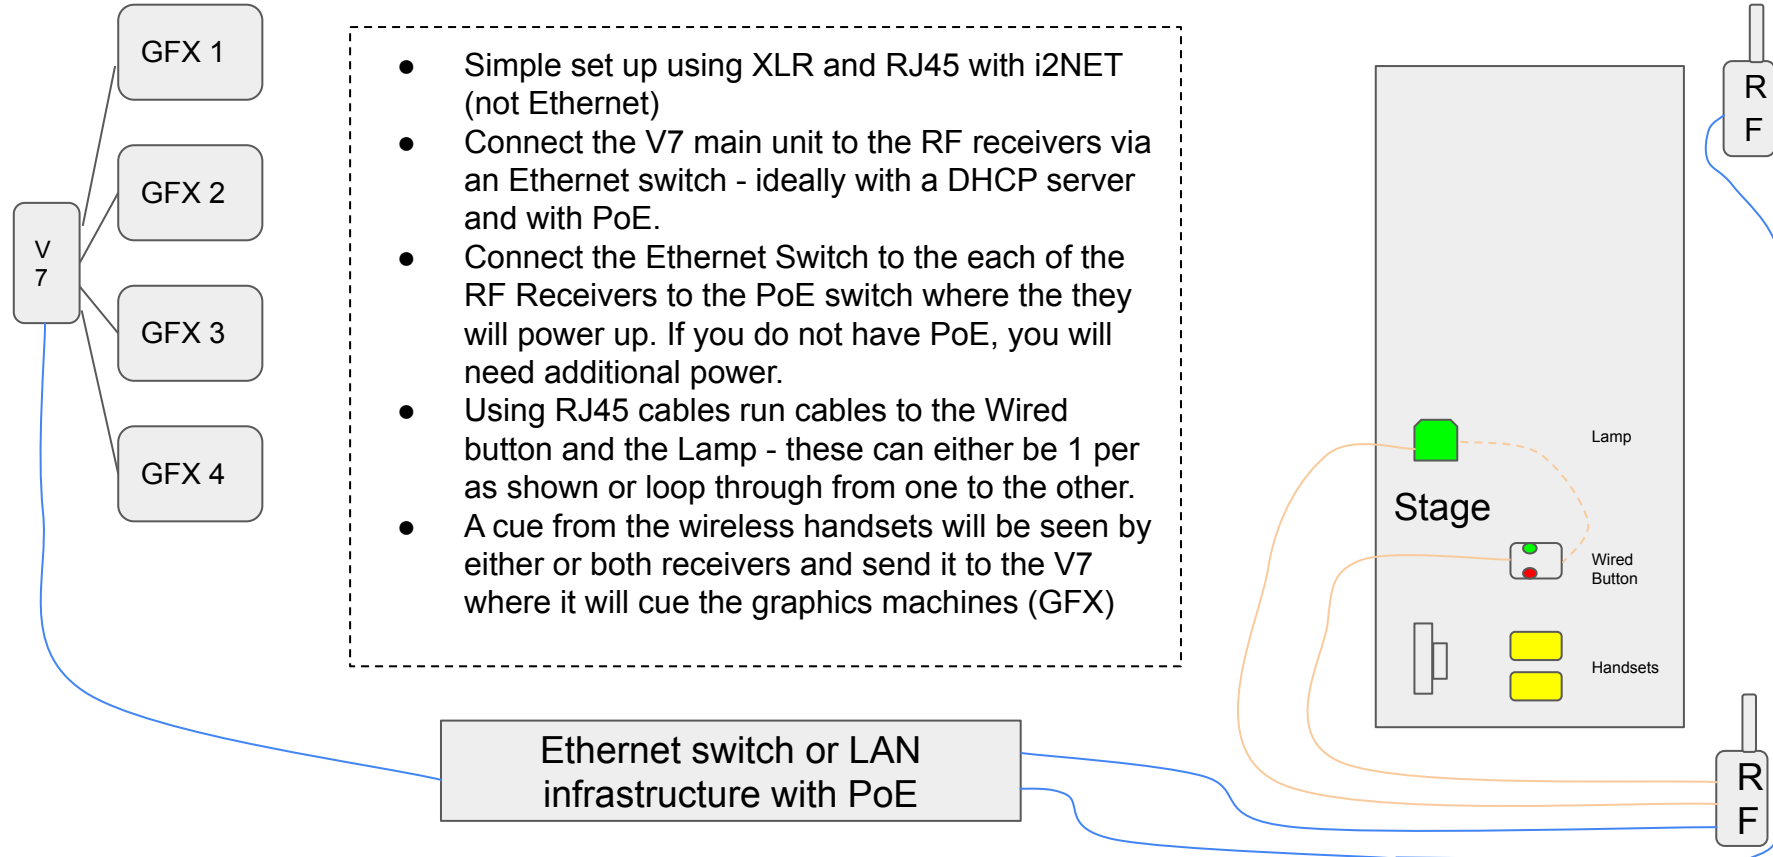 GFX 1
GFX 2
V
7
GFX 3
GFX 4
● Simple set up using XLR and RJ45 with i2NET
(not Ethernet)
● Connect the V7 main unit to the RF receivers via
an Ethernet switch - ideally with a DHCP server
and with PoE.
● Connect the Ethernet Switch to the each of the
RF Receivers to the PoE switch where the they
will power up. If you do not have PoE, you will
need additional power.
● Using RJ45 cables run cables to the Wired
button and the Lamp - these can either be 1 per
as shown or loop through from one to the other.
● A cue from the wireless handsets will be seen by
either or both receivers and send it to the V7
where it will cue the graphics machines (GFX)
Ethernet switch or LAN
infrastructure with PoE
Lamp
Stage
Wired
Button
Handsets
R
F
R
F